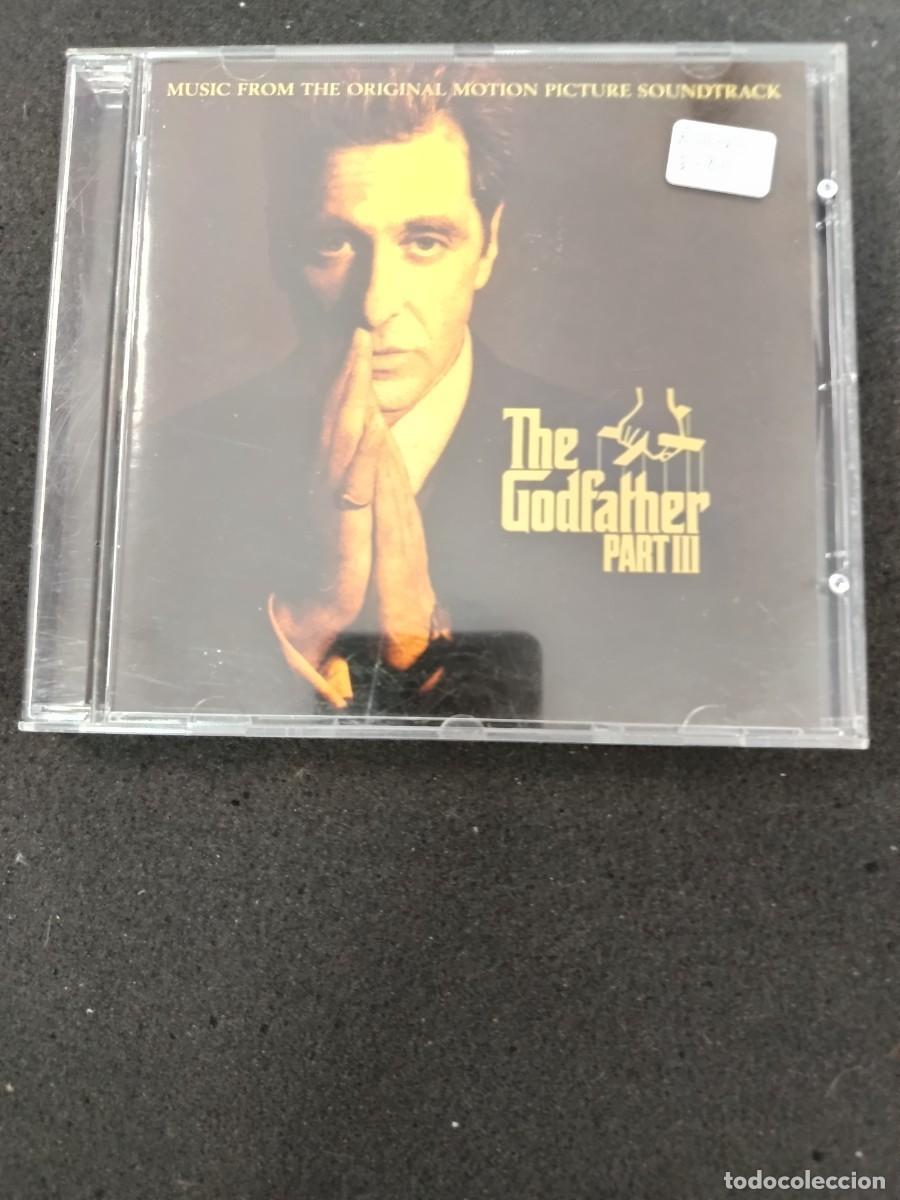 MUSIC FROM THE ORIGINAL MOTION PICTURE SOUNDTRACK
The
Godfather
PART III
todocoleccion